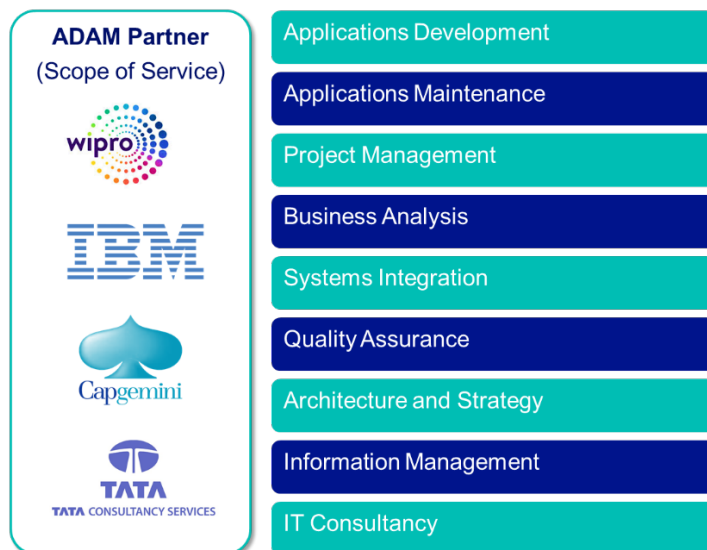 ADAM Partner
(Scope of Service)
wipro
IBM
Capgemini
TATA
TATA CONSULTANCY SERVICES
Applications Development
Applications Maintenance
Project Management
Business Analysis
Systems Integration
Quality Assurance
Architecture and Strategy
Information Management
IT Consultancy